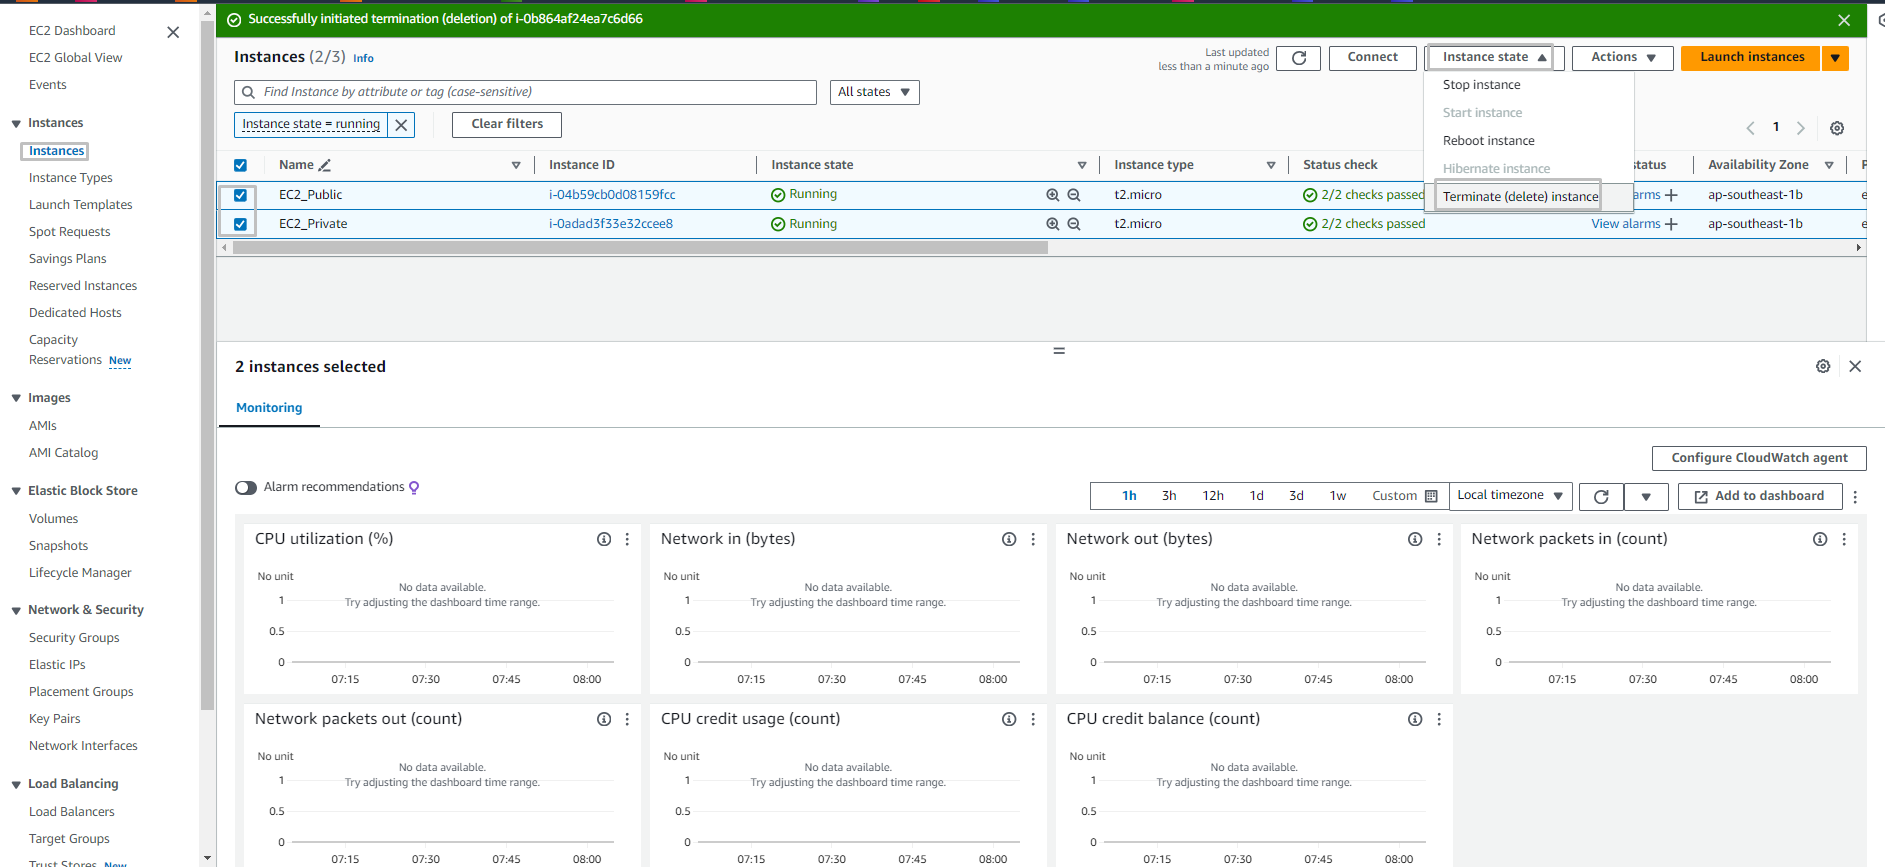 Successfully initiated termination (deletion) of i-0b864af24ea7c6d66
EC2 Dashboard
EC2 Global View
Events
Instances
Instances
Instance Types
Launch Templates
Spot Requests
Savings Plans
Reserved Instances
Dedicated Hosts
Capacity
Reservations New
Images
AMIs
AMI Catalog
Elastic Block Store
Volumes
Snapshots
Lifecycle Manager
Network & Security
Security Groups
Elastic IPs
Placement Groups
Key Pairs
Network Interfaces
Load Balancing
Load Balancers
Target Groups
Trust Stores New
Instances (2/3) Info
Last updated
less than a minute ago
Connect
Instance state
Actions
Launch instances
Find Instance by attribute or tag (case-sensitive)
All states
Instance state = running
Clear filters
1
Stop instance
Start instance
Reboot instance
Hibernate instance
Terminate (delete) instance
Name Instance ID Instance state Instance type Status check status Availability Zone P
EC2_Public i-04b59cb0d08159fcc Running t2.micro 2/2 checks passed arms ap-southeast-1b e
EC2_Private i-0adad3f33e32ccee8 Running t2.micro 2/2 checks passed View alarms ap-southeast-1b e
2 instances selected
Monitoring
Configure CloudWatch agent
Alarm recommendations
1h 3h 12h 1d 3d 1w Custom Local timezone Add to dashboard
CPU utilization (%)
No unit
No data available.
Try adjusting the dashboard time range.
1
0.5
0
07:15 07:30 07:45 08:00
Network in (bytes)
No unit
No data available.
Try adjusting the dashboard time range.
1
0.5
0
07:15 07:30 07:45 08:00
Network out (bytes)
No unit
No data available.
Try adjusting the dashboard time range.
1
0.5
0
07:15 07:30 07:45 08:00
Network packets in (count)
No unit
No data available.
Try adjusting the dashboard time range.
1
0.5
0
07:15 07:30 07:45 08:00
Network packets out (count)
No unit
No data available.
Try adjusting the dashboard time range.
1
0.5
0
07:15 07:30 07:45 08:00
CPU credit usage (count)
No unit
No data available.
Try adjusting the dashboard time range.
1
0.5
0
07:15 07:30 07:45 08:00
CPU credit balance (count)
No unit
No data available.
Try adjusting the dashboard time range.
1
0.5
0
07:15 07:30 07:45 08:00